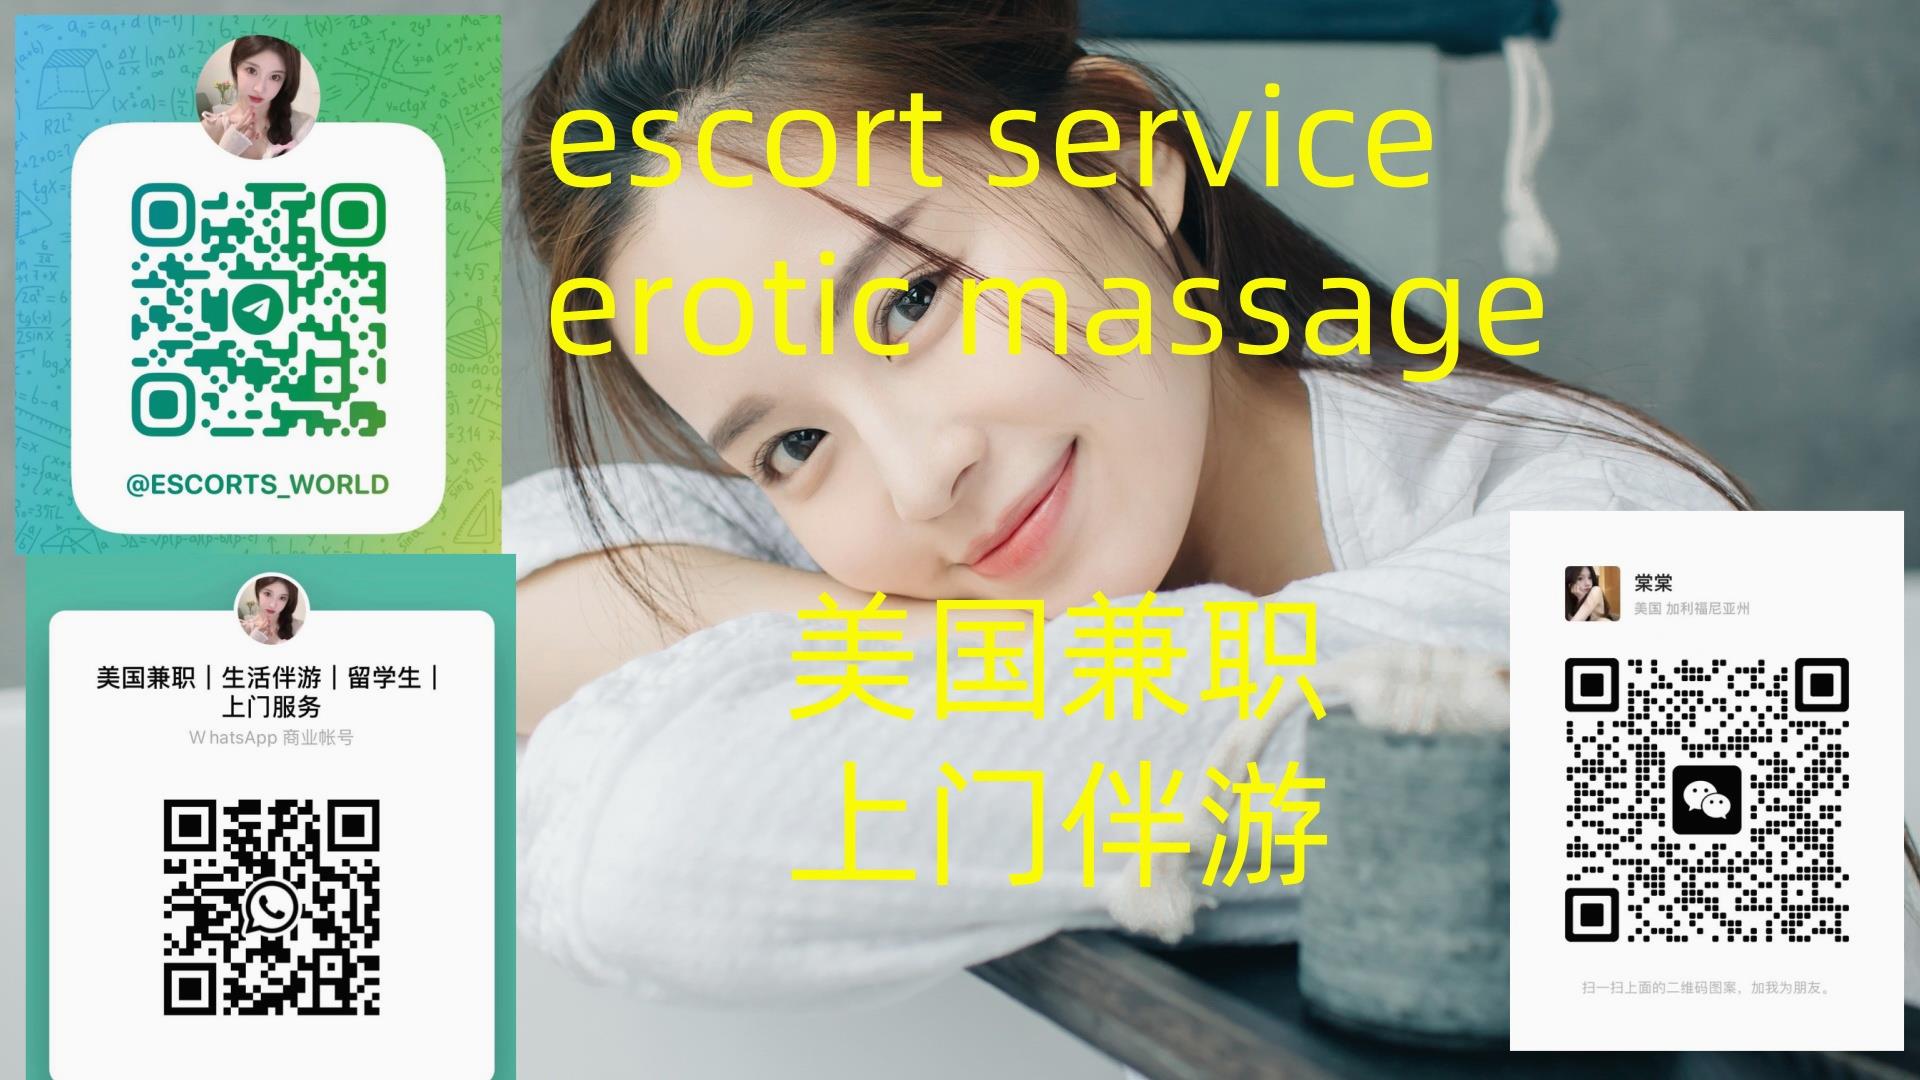 escort service
erotic massage
@ESCORTS_WORLD
美国兼职
上门伴游
美国兼职｜生活伴游｜留学生｜
上门服务
WhatsApp 商业帐号
棠棠
美国 加利福尼亚州
扫一扫上面的二维码图案，加我为朋友。